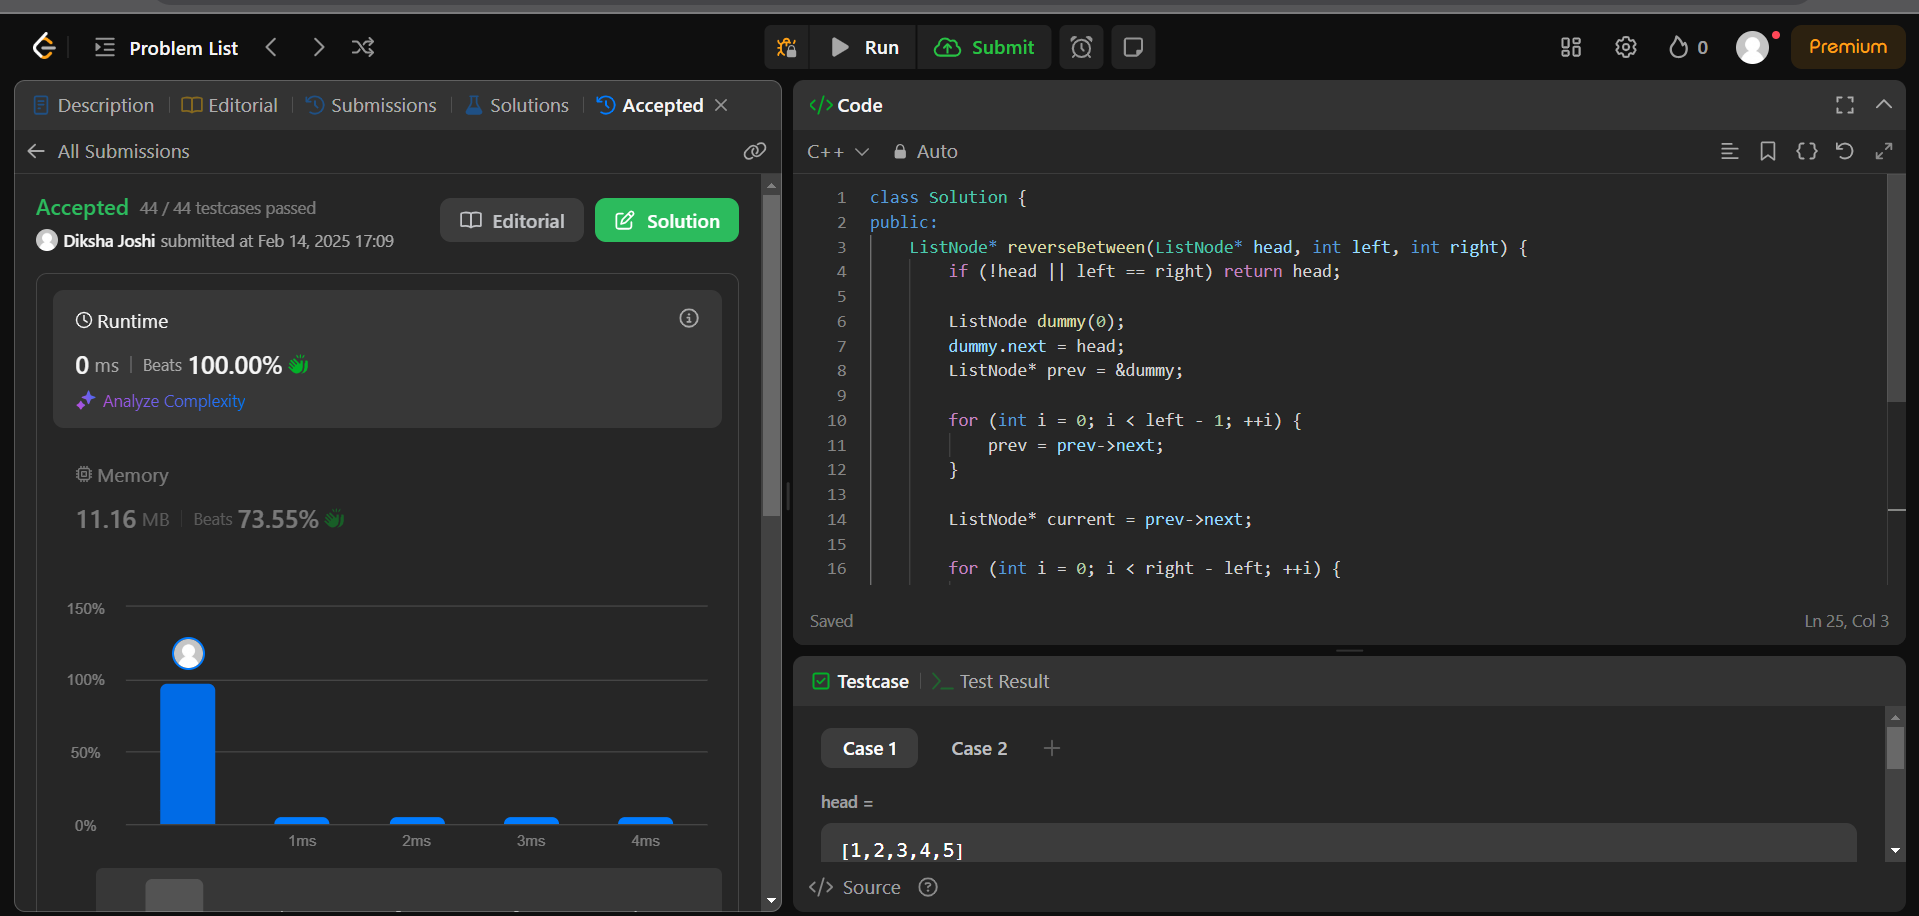 Problem List
Run
Submit
0
Premium
Description
Editorial
Submissions
Solutions
Accepted
All Submissions
Accepted 44 / 44 testcases passed
Diksha Joshi submitted at Feb 14, 2025 17:09
Editorial
Solution
Runtime
0 ms | Beats 100.00%
Analyze Complexity
Memory
11.16 MB | Beats 73.55%
150%
100%
50%
0%
1ms 2ms 3ms 4ms
</> Code
C++ Auto
1 class Solution {
2 public:
3 ListNode* reverseBetween(ListNode* head, int left, int right) {
4 if (!head || left == right) return head;
5
6 ListNode dummy(0);
7 dummy.next = head;
8 ListNode* prev = &dummy;
9
10 for (int i = 0; i < left - 1; ++i) {
11 prev = prev->next;
12 }
13
14 ListNode* current = prev->next;
15
16 for (int i = 0; i < right - left; ++i) {
Saved
Ln 25, Col 3
Testcase
Test Result
Case 1
Case 2
+
head =
[1,2,3,4,5]
</> Source